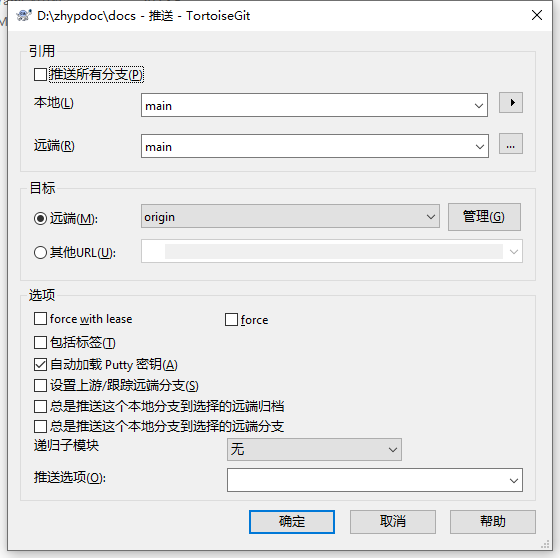 D:\zhypdoc\docs - 推送 - TortoiseGit
引用
推送所有分支(P)
本地(L)
main
远端(R)
main
...
目标
远端(M):
origin
管理(G)
其他URL(U):
选项
force with lease
force
包括标签(T)
自动加载 Putty 密钥(A)
设置上游/跟踪远端分支(S)
总是推送这个本地分支到选择的远端归档
总是推送这个本地分支到选择的远端分支
递归子模块
无
推送选项(O):
确定
取消
帮助